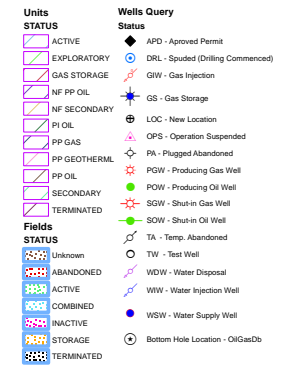 Units
STATUS
ACTIVE
EXPLORATORY
GAS STORAGE
NF PP OIL
NF SECONDARY
PI OIL
PP GAS
PP GEOTHERML
PP OIL
SECONDARY
TERMINATED
Fields
STATUS
Unknown
ABANDONED
ACTIVE
COMBINED
INACTIVE
STORAGE
TERMINATED
Wells Query
Status
APD - Aproved Permit
DRL - Spuded (Drilling Commenced)
GIW - Gas Injection
GS - Gas Storage
LOC - New Location
OPS - Operation Suspended
PA - Plugged Abandoned
PGW - Producing Gas Well
POW - Producing Oil Well
SGW - Shut-in Gas Well
SOW - Shut-in Oil Well
TA - Temp. Abandoned
TW - Test Well
WDW - Water Disposal
WIW - Water Injection Well
WSW - Water Supply Well
Bottom Hole Location - OilGasDb